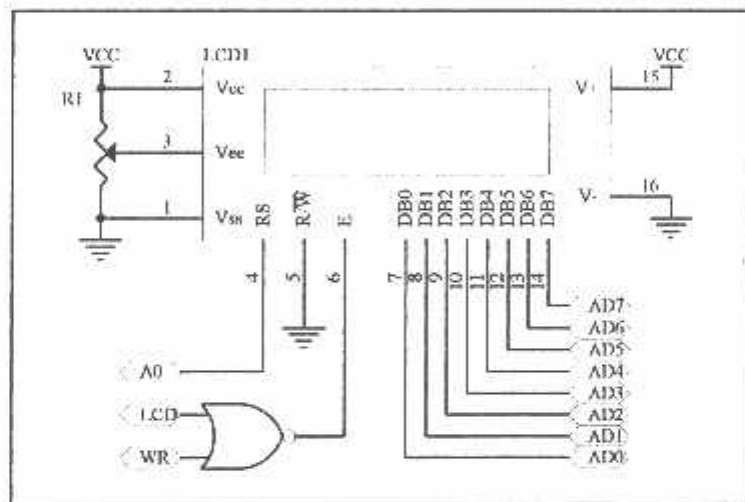 VCC
LCD1
VCC
2
Vcc
V+
15
R1
3
Vee
1
Vss
V-
16
RS
R/W
E
DB0
DB1
DB2
DB3
DB4
DB5
DB6
DB7
4
5
6
7
8
9
10
11
12
13
14
AD7
AD6
AD5
A0
AD4
AD3
LCD
AD2
AD1
WR
AD0